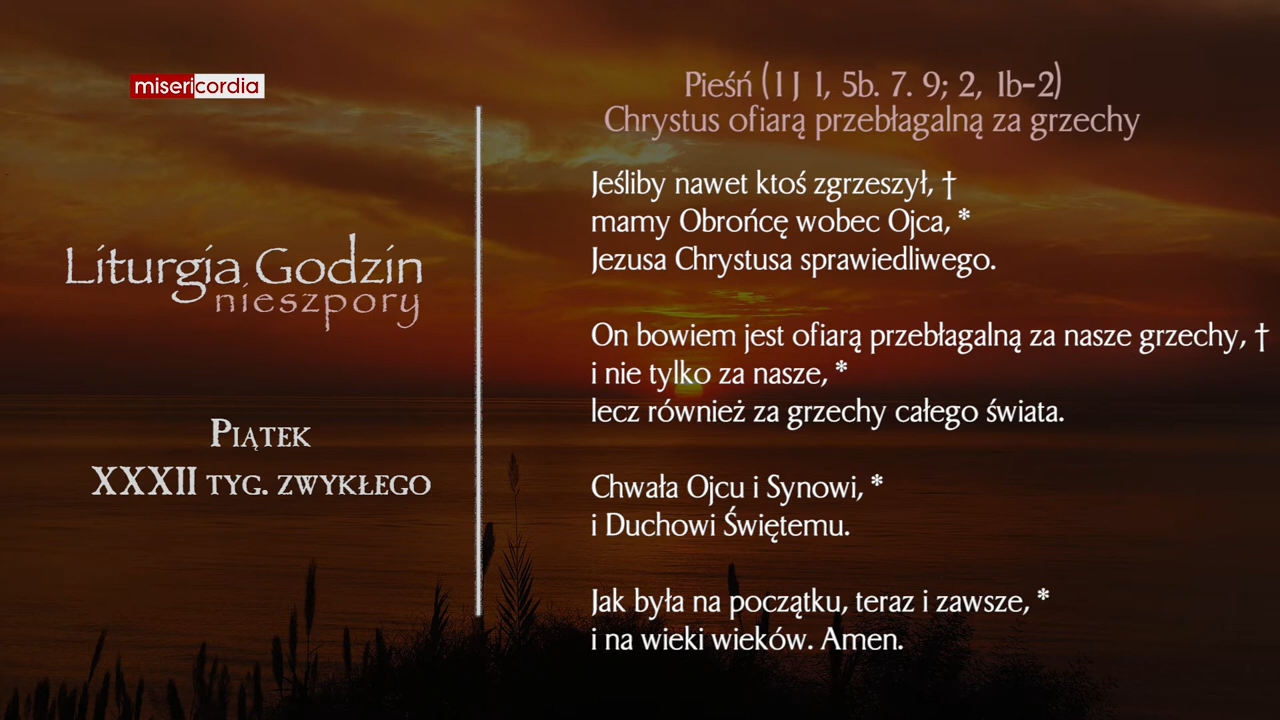 misericordia
Liturgia Godzin
nieszpory
Piątek
XXXII tyg. zwykłego
Pieśń (1 J 1, 5b. 7. 9; 2, 1b-2)
Chrystus ofiarą przebłagalną za grzechy
Jeśliby nawet ktoś zgrzeszył, †
mamy Obrońcę wobec Ojca, *
Jezusa Chrystusa sprawiedliwego.
On bowiem jest ofiarą przebłagalną za nasze grzechy, †
i nie tylko za nasze, *
lecz również za grzechy całego świata.
Chwała Ojcu i Synowi, *
i Duchowi Świętemu.
Jak była na początku, teraz i zawsze, *
i na wieki wieków. Amen.